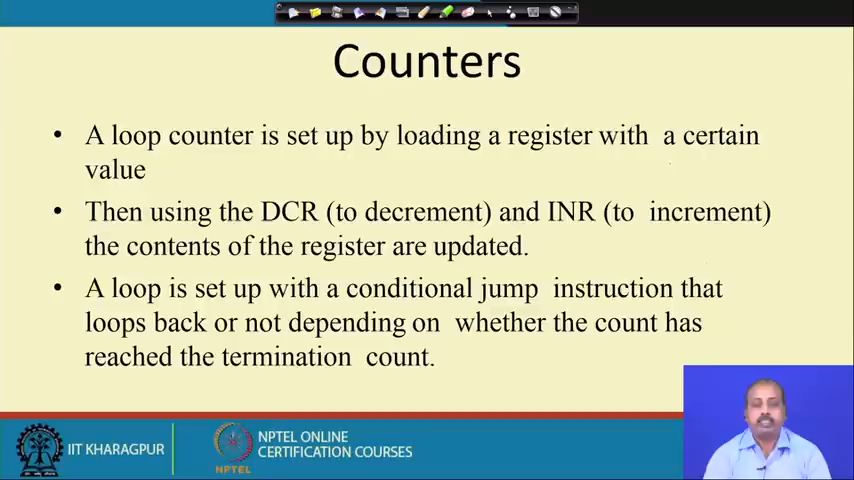 Counters
• A loop counter is set up by loading a register with a certain
value
• Then using the DCR (to decrement) and INR (to increment)
the contents of the register are updated.
• A loop is set up with a conditional jump instruction that
loops back or not depending on whether the count has
reached the termination count.
IIT KHARAGPUR
NPTEL
NPTEL ONLINE
CERTIFICATION COURSES